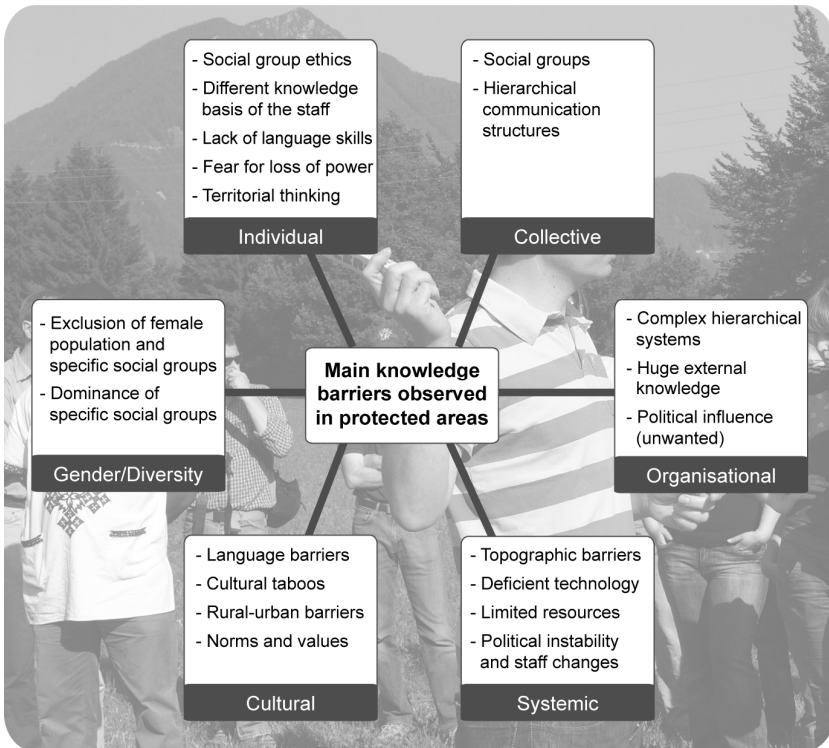 - Social group ethics
- Different knowledge
basis of the staff
- Lack of language skills
- Fear for loss of power
- Territorial thinking
Individual
- Social groups
- Hierarchical
communication
structures
Collective
- Exclusion of female
population and
specific social groups
- Dominance of
specific social groups
Gender/Diversity
Main knowledge
barriers observed
in protected areas
- Complex hierarchical
systems
- Huge external
knowledge
- Political influence
(unwanted)
Organisational
- Language barriers
- Cultural taboos
- Rural-urban barriers
- Norms and values
Cultural
- Topographic barriers
- Deficient technology
- Limited resources
- Political instability
and staff changes
Systemic